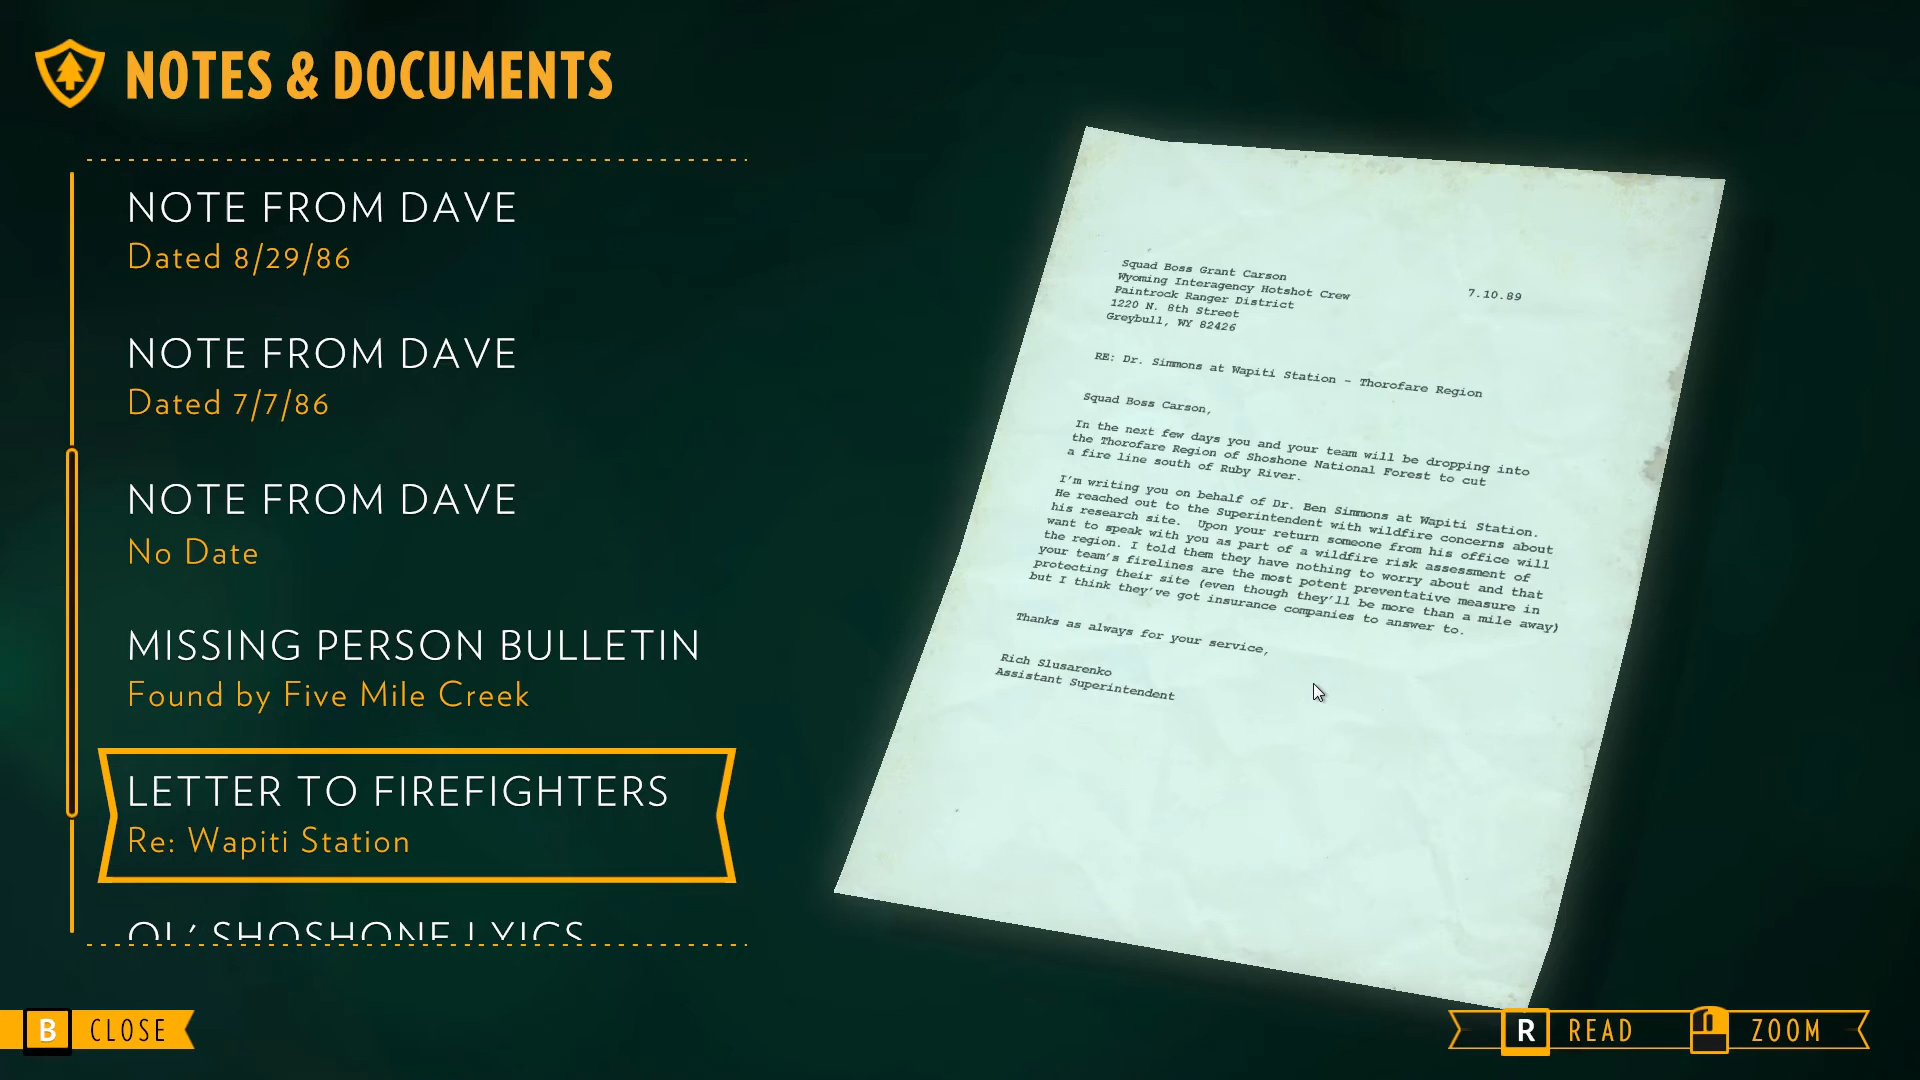 NOTES & DOCUMENTS
NOTE FROM DAVE
Dated 8/29/86
NOTE FROM DAVE
Dated 7/7/86
NOTE FROM DAVE
No Date
MISSING PERSON BULLETIN
Found by Five Mile Creek
LETTER TO FIREFIGHTERS
Re: Wapiti Station
OL' SHOSHONE LYICS
Squad Boss Grant Carson
Wyoming Interagency Hotshot Crew
7.10.89
Paintrock Ranger District
1220 N. 8th Street
Greybull, WY 82426
RE: Dr. Simmons at Wapiti Station - Thorofare Region
Squad Boss Carson,
In the next few days you and your team will be dropping into
the Thorofare Region of Shoshone National Forest to cut
a fire line south of Ruby River.
I'm writing you on behalf of Dr. Ben Simmons at Wapiti Station.
He reached out to the Superintendent with wildfire concerns about
his research site. Upon your return someone from his office will
want to speak with you as part of a wildfire risk assessment of
the region. I told them they have nothing to worry about and that
your team's firelines are the most potent preventative measure in
protecting their site (even though they'll be more than a mile away)
but I think they've got insurance companies to answer to.
Thanks as always for your service,
Rich Slusarenko
Assistant Superintendent
B CLOSE
R READ
ZOOM